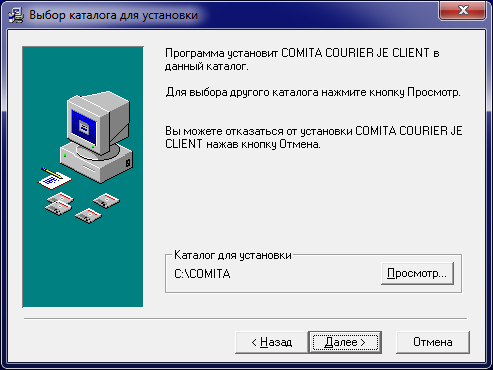 Выбор каталога для установки
Программа установит COMITA COURIER JE CLIENT в
данный каталог.
Для выбора другого каталога нажмите кнопку Просмотр.
Вы можете отказаться от установки COMITA COURIER JE
CLIENT нажав кнопку Отмена.
Каталог для установки
C:\COMITA
Просмотр...
< Назад
Далее >
Отмена